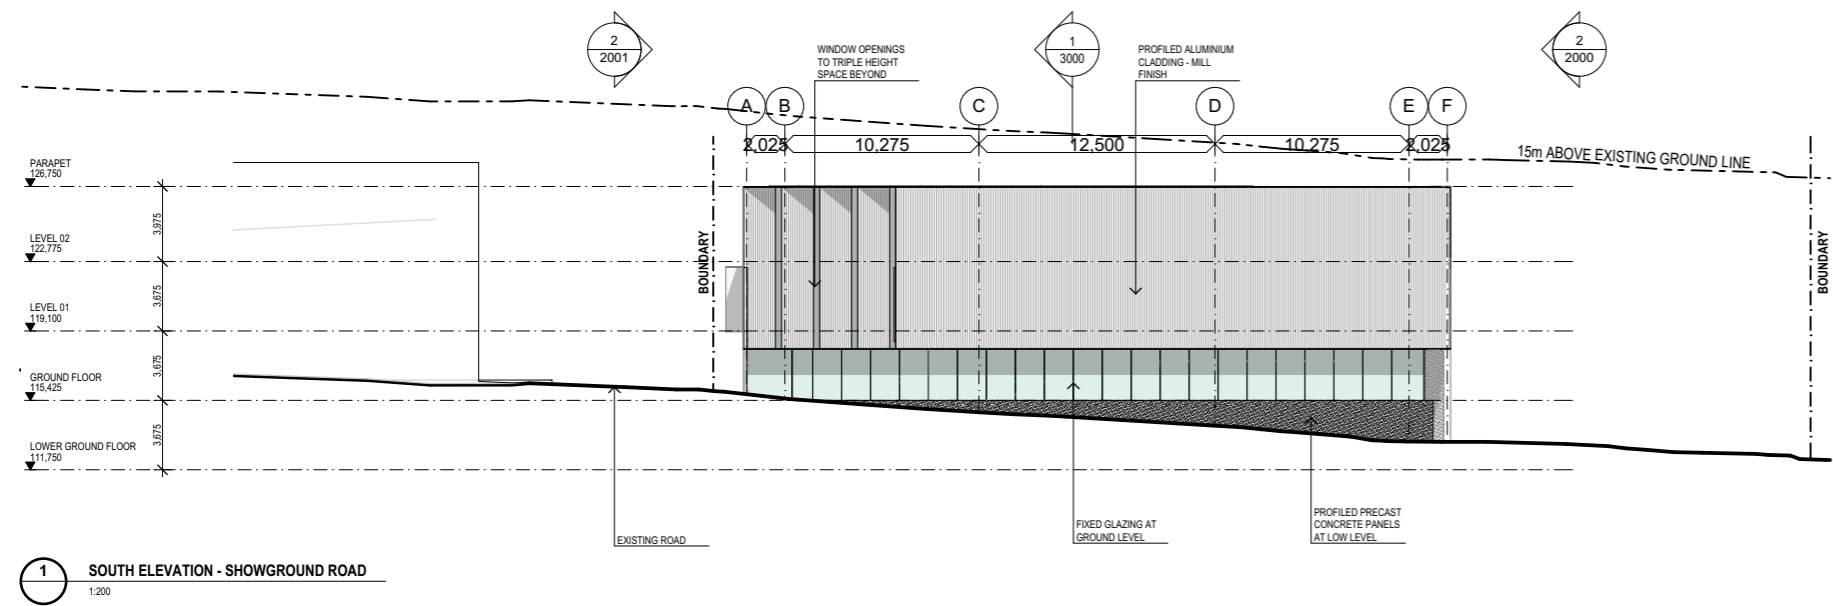 2
2001
1
3000
2
2000
WINDOW OPENINGS
TO TRIPLE HEIGHT
SPACE BEYOND
PROFILED ALUMINIUM
CLADDING - MILL
FINISH
A B C D E F
2,025 10,275 12,500 10,275 2,025
15m ABOVE EXISTING GROUND LINE
PARAPET
126,750
3,975
LEVEL 02
122,775
3,675
LEVEL 01
119,100
3,675
GROUND FLOOR
115,425
3,675
LOWER GROUND FLOOR
111,750
BOUNDARY
BOUNDARY
EXISTING ROAD
FIXED GLAZING AT
GROUND LEVEL
PROFILED PRECAST
CONCRETE PANELS
AT LOW LEVEL
1
SOUTH ELEVATION - SHOWGROUND ROAD
1:200